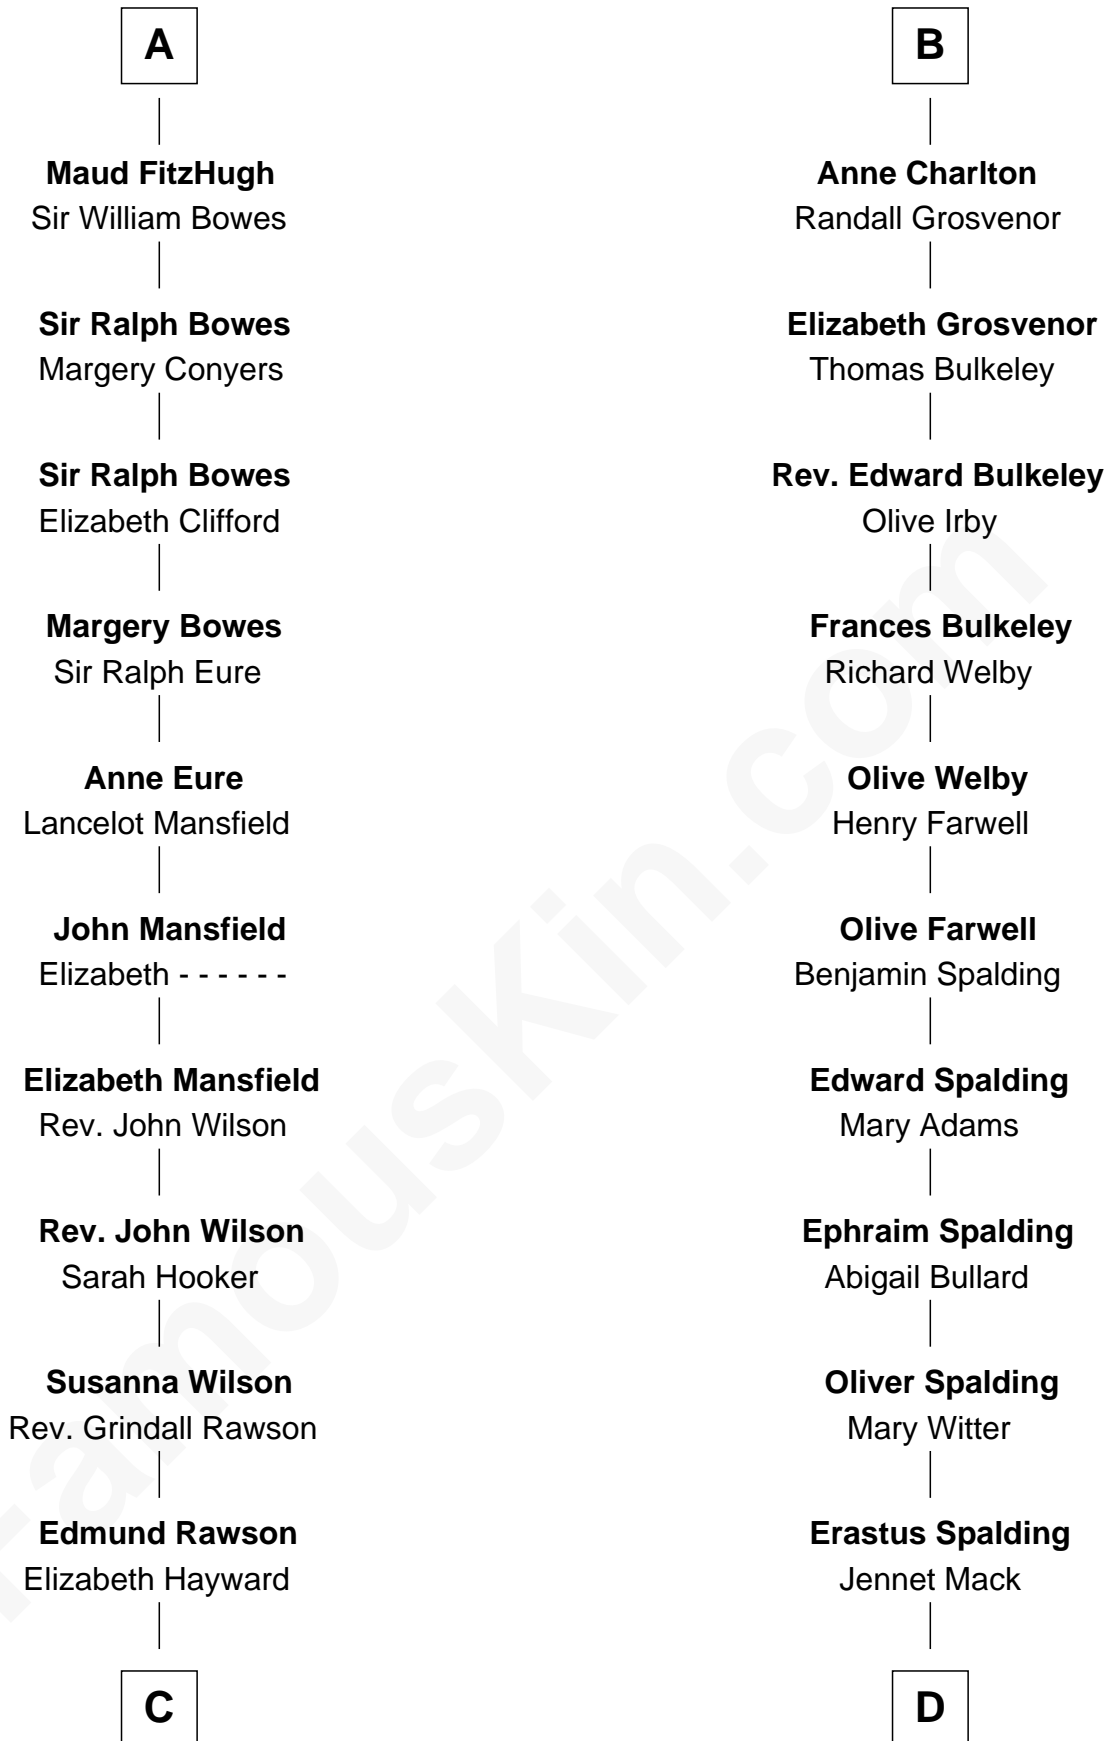 A
Maud FitzHugh
Sir William Bowes
Sir Ralph Bowes
Margery Conyers
Sir Ralph Bowes
Elizabeth Clifford
Margery Bowes
Sir Ralph Eure
Anne Eure
Lancelot Mansfield
John Mansfield
Elizabeth - - - - - -
Elizabeth Mansfield
Rev. John Wilson
Rev. John Wilson
Sarah Hooker
Susanna Wilson
Rev. Grindall Rawson
Edmund Rawson
Elizabeth Hayward
C
B
Anne Charlton
Randall Grosvenor
Elizabeth Grosvenor
Thomas Bulkeley
Rev. Edward Bulkeley
Olive Irby
Frances Bulkeley
Richard Welby
Olive Welby
Henry Farwell
Olive Farwell
Benjamin Spalding
Edward Spalding
Mary Adams
Ephraim Spalding
Abigail Bullard
Oliver Spalding
Mary Witter
Erastus Spalding
Jennet Mack
D
FamousKin.com